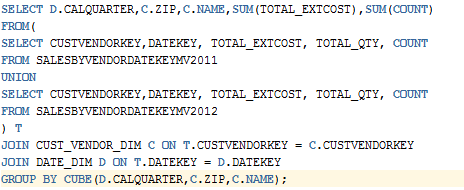 SELECT D.CALQUARTER,C.ZIP,C.NAME,SUM(TOTAL_EXTCOST),SUM(COUNT)
FROM(
SELECT CUSTVENDORKEY,DATEKEY, TOTAL_EXTCOST, TOTAL_QTY, COUNT
FROM SALESBYVENDORDATEKEYMV2011
UNION
SELECT CUSTVENDORKEY,DATEKEY, TOTAL_EXTCOST, TOTAL_QTY, COUNT
FROM SALESBYVENDORDATEKEYMV2012
) T
JOIN CUST_VENDOR_DIM C ON T.CUSTVENDORKEY = C.CUSTVENDORKEY
JOIN DATE_DIM D ON T.DATEKEY = D.DATEKEY
GROUP BY CUBE(D.CALQUARTER,C.ZIP,C.NAME);